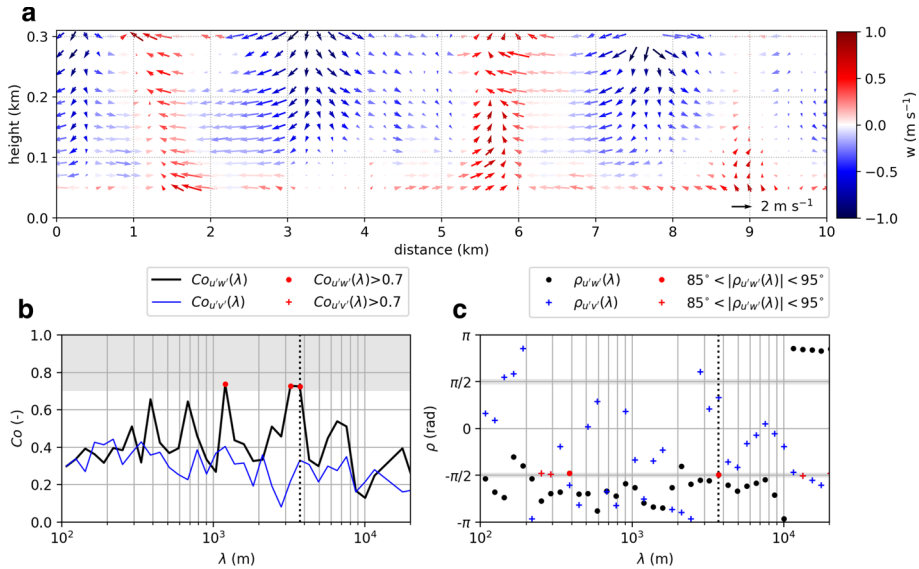 a
0.3
0.2
0.1
0.0
height (km)
0 1 2 3 4 5 6 7 8 9 10
distance (km)
2 m s⁻¹
1.0
0.5
0.0
−0.5
−1.0
w (m s⁻¹)
b
Co_{u'w'}(λ) Co_{u'w'}(λ)>0.7
Co_{u'v'}(λ) Co_{u'v'}(λ)>0.7
1.0
0.8
0.6
0.4
0.2
0.0
Co (-)
10² 10³ 10⁴
λ (m)
c
ρ_{u'w'}(λ) 85° < |ρ_{u'w'}(λ)| < 95°
ρ_{u'v'}(λ) 85° < |ρ_{u'w'}(λ)| < 95°
π
π/2
0
-π/2
-π
ρ (rad)
10² 10³ 10⁴
λ (m)